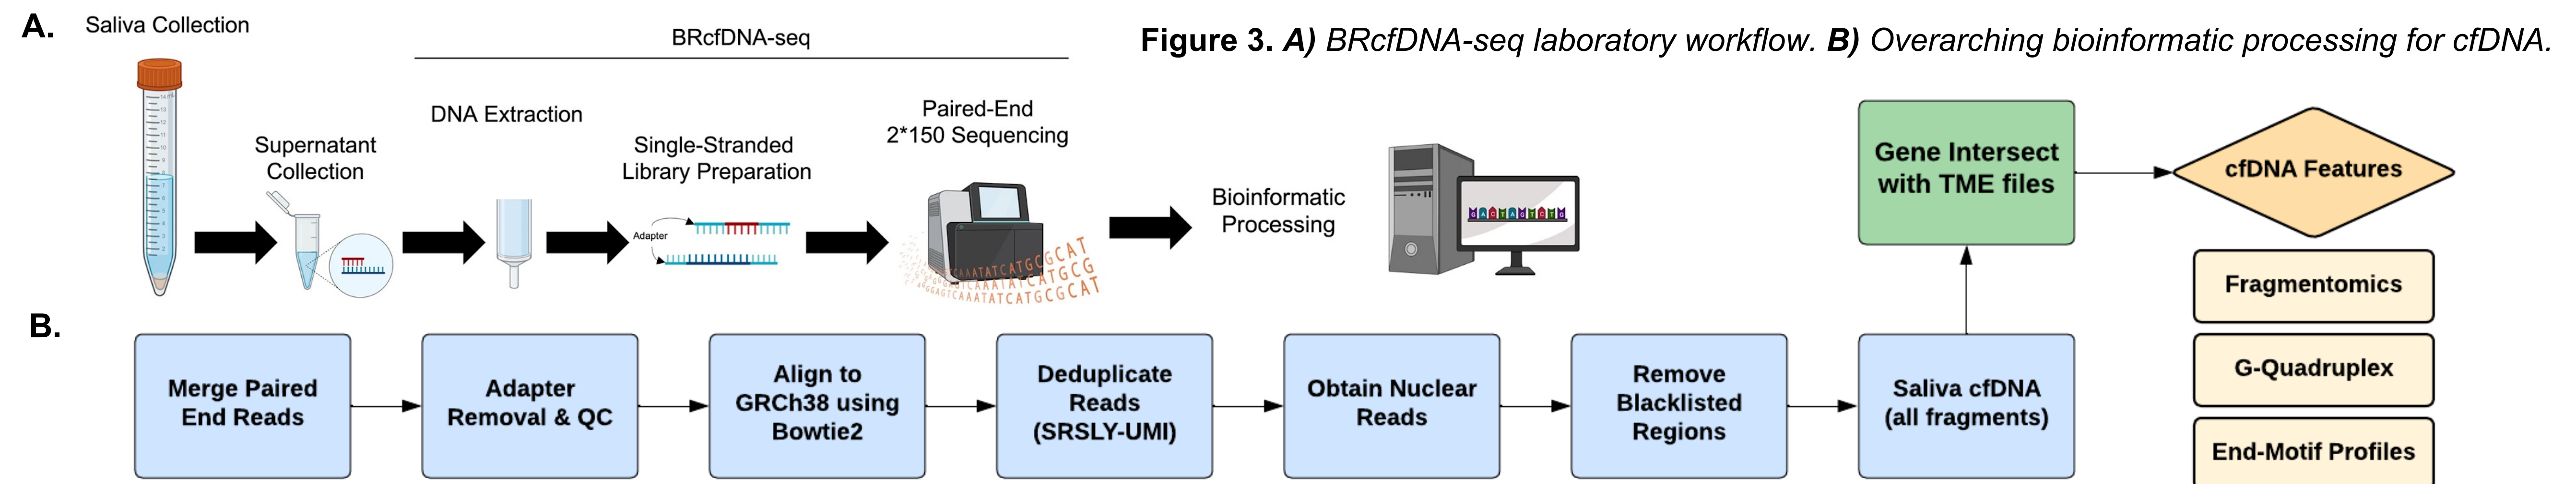 A.
Saliva Collection
BRcfDNA-seq
Figure 3. A) BRcfDNA-seq laboratory workflow. B) Overarching bioinformatic processing for cfDNA.
Supernatant
Collection
DNA Extraction
Single-Stranded
Library Preparation
Adapter
Paired-End
2*150 Sequencing
Bioinformatic
Processing
GACTAGTCTG
B.
Merge Paired
End Reads
Adapter
Removal & QC
Align to
GRCh38 using
Bowtie2
Deduplicate
Reads
(SRSLY-UMI)
Obtain Nuclear
Reads
Remove
Blacklisted
Regions
Saliva cfDNA
(all fragments)
Gene Intersect
with TME files
cfDNA Features
Fragmentomics
G-Quadruplex
End-Motif Profiles